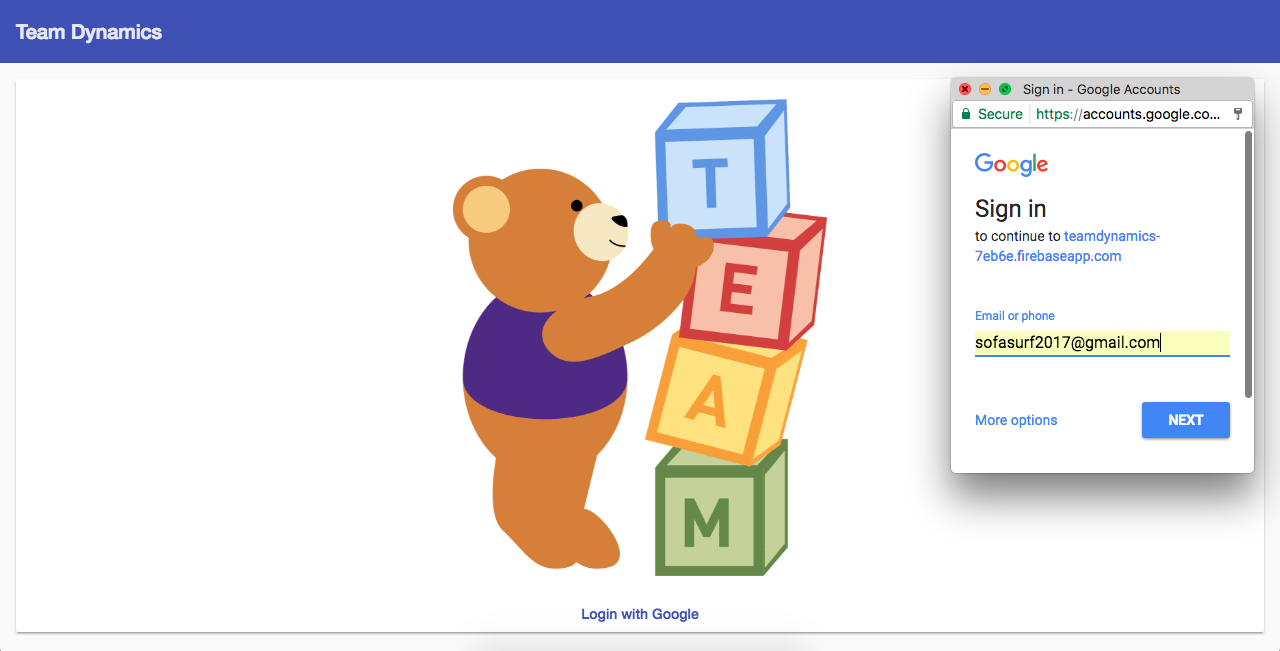 Team Dynamics
T
E
A
M
Login with Google
Sign in - Google Accounts
Secure https://accounts.google.co...
Google
Sign in
to continue to teamdynamics-
7eb6e.firebaseapp.com
Email or phone
sofasurf2017@gmail.com
More options NEXT